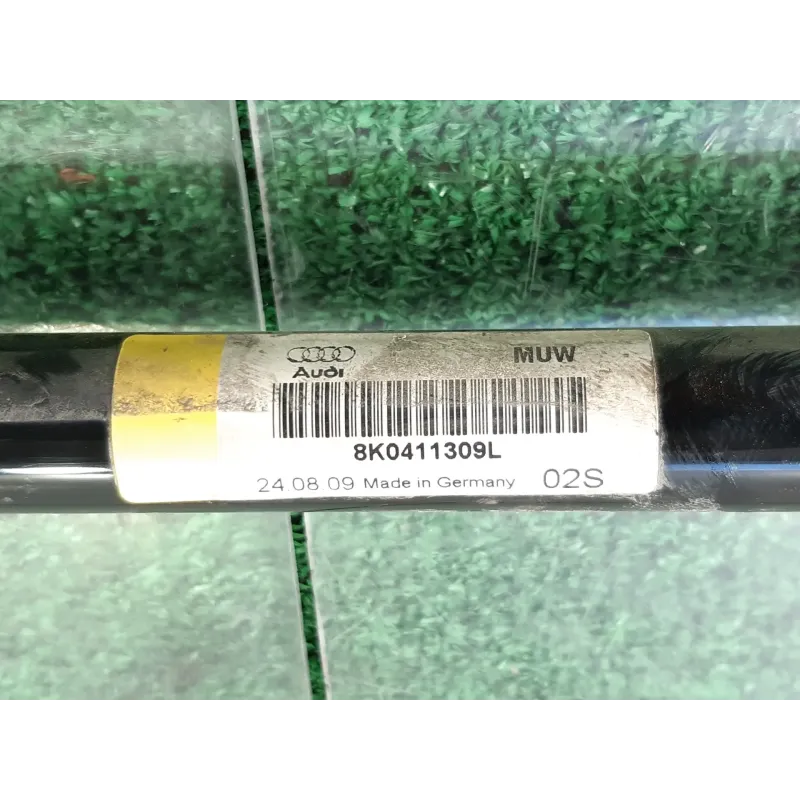 Audi MUW
8K0411309L
24.08.09 Made in Germany 02S